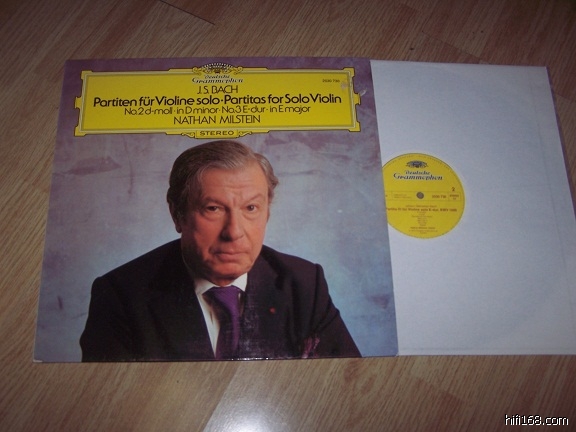 Deutsche
Grammophon
J.S. BACH
Partiten für Violine solo · Partitas for Solo Violin
No.2 d-moll · in D minor · No.3 E-dur · in E major
NATHAN MILSTEIN
STEREO
Deutsche
Grammophon
hifi168.com